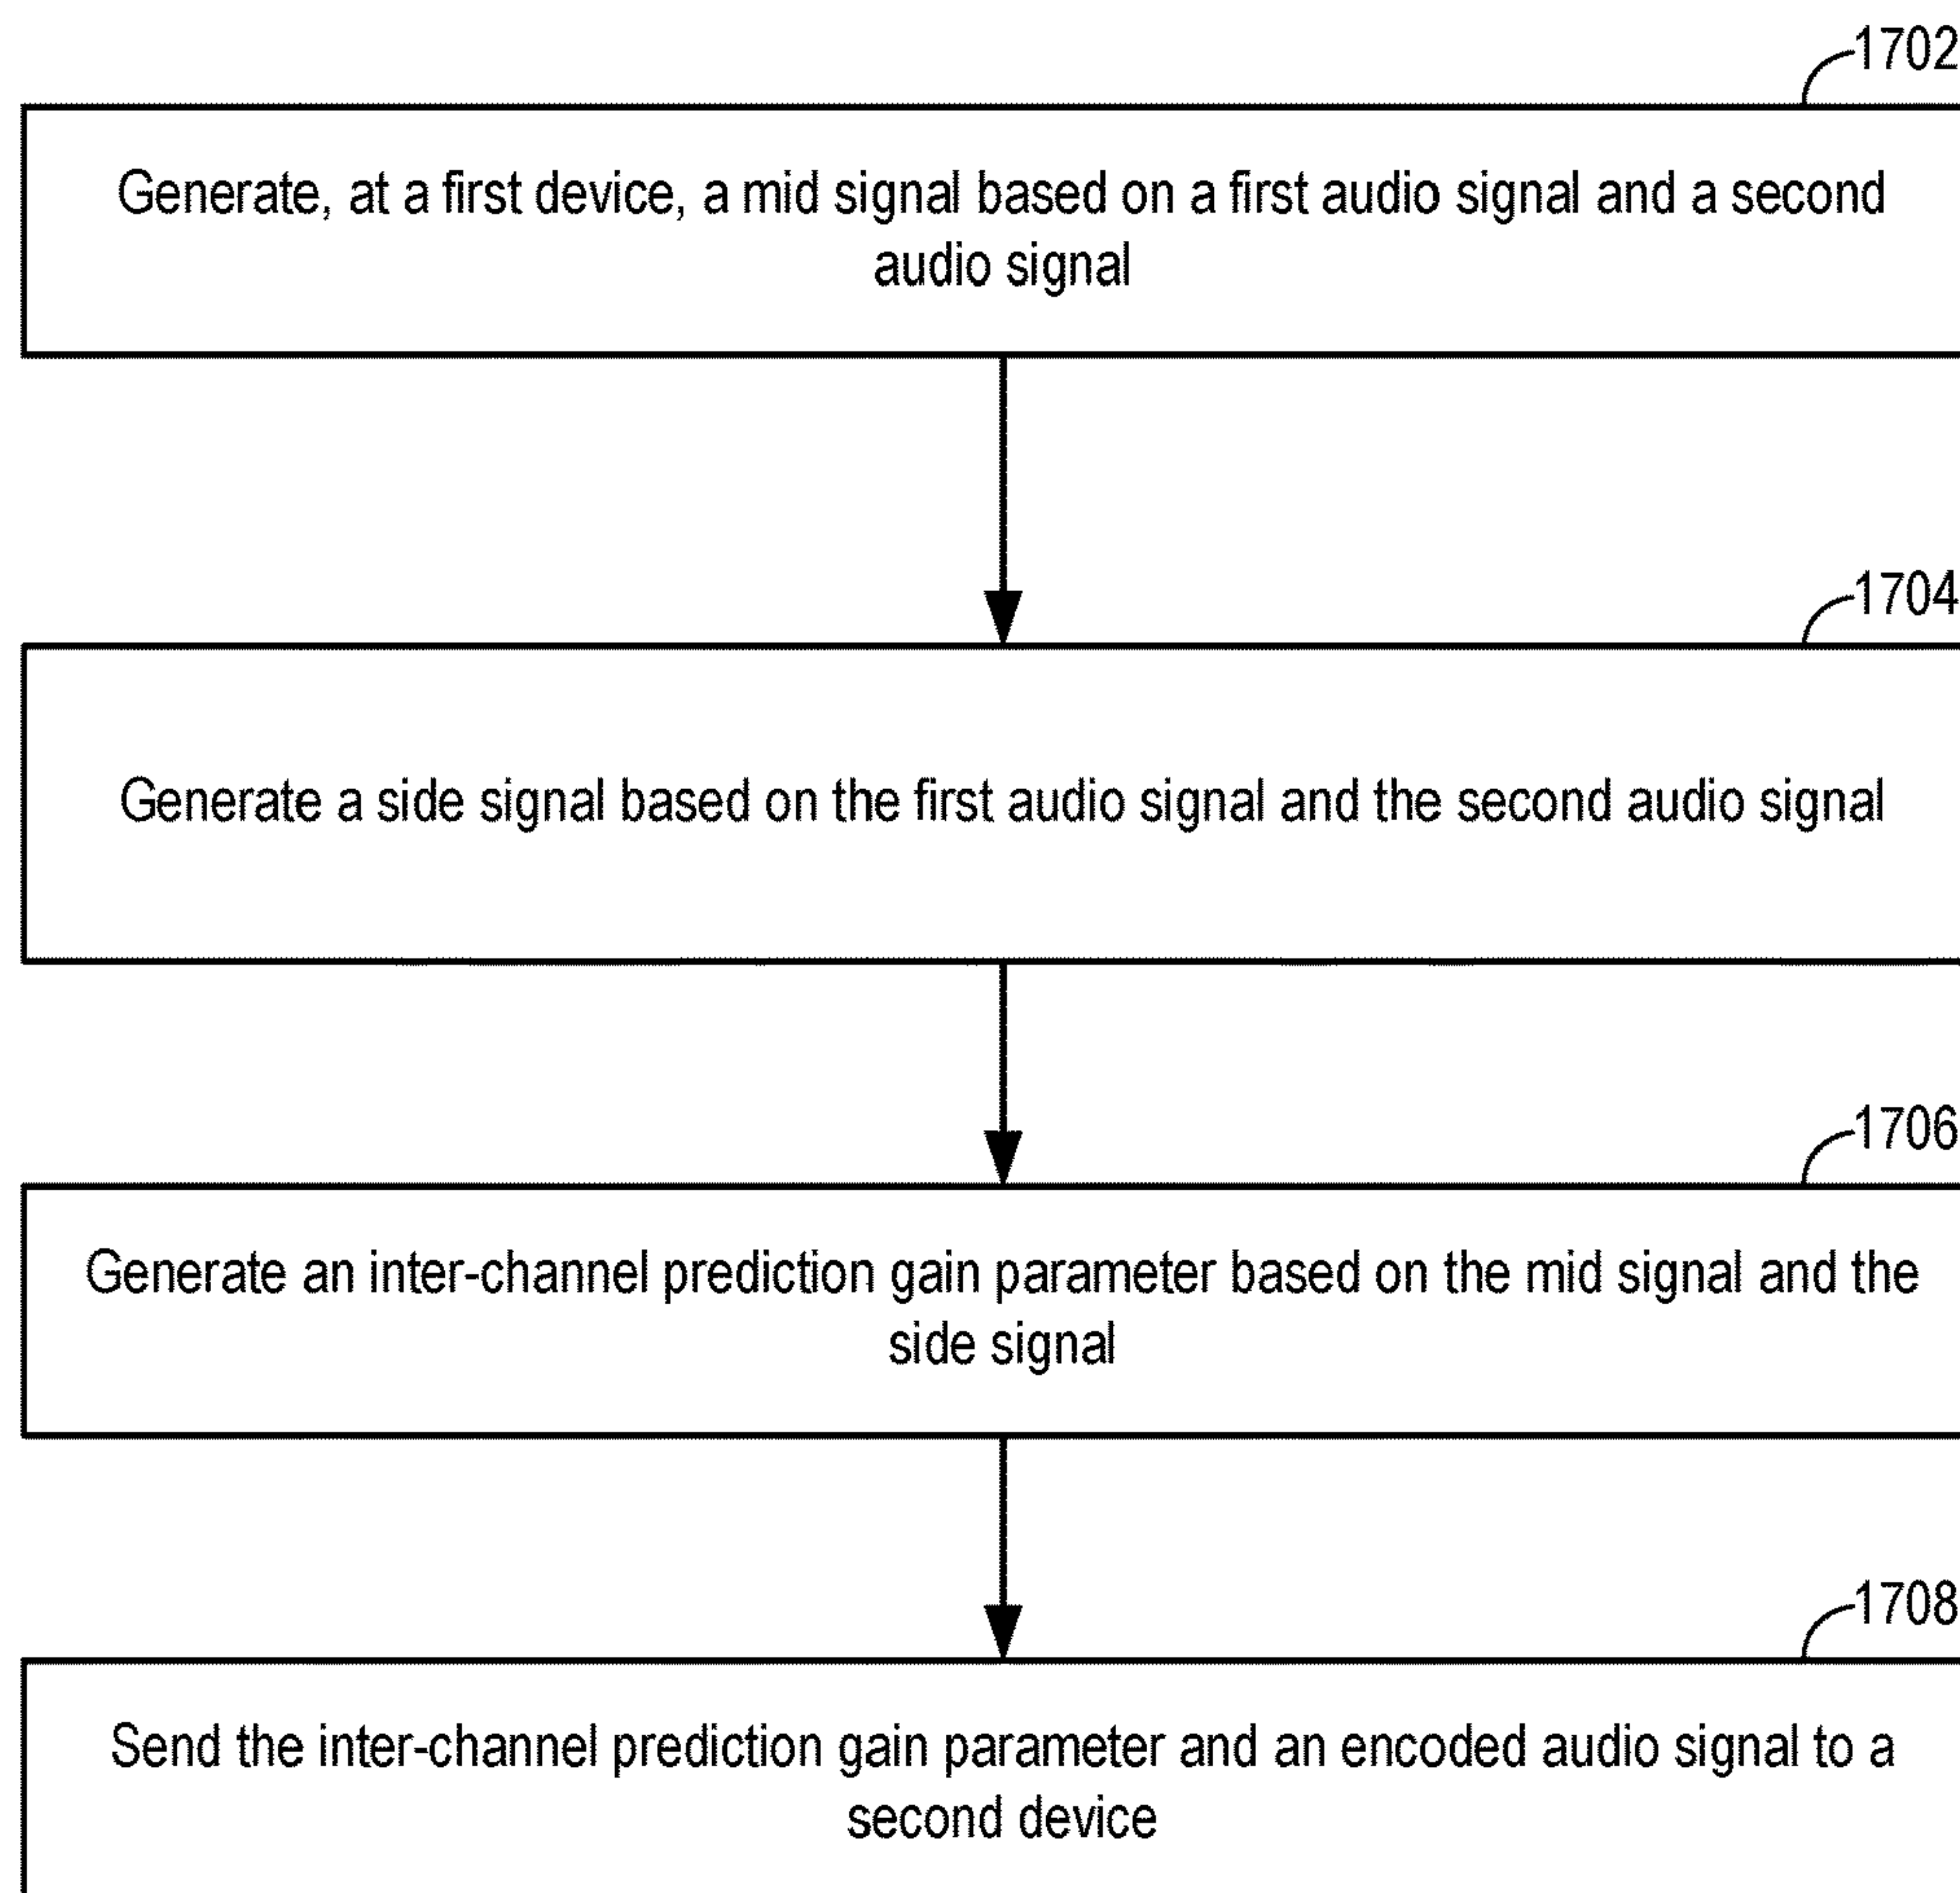 1702
Generate, at a first device, a mid signal based on a first audio signal and a second
audio signal
1704
Generate a side signal based on the first audio signal and the second audio signal
1706
Generate an inter-channel prediction gain parameter based on the mid signal and the
side signal
1708
Send the inter-channel prediction gain parameter and an encoded audio signal to a
second device